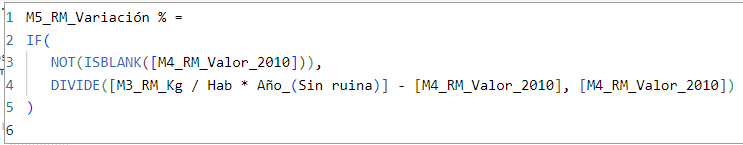 1 M5_RM_Variación % =
2 IF(
3 NOT(ISBLANK([M4_RM_Valor_2010])),
4 DIVIDE([M3_RM_Kg / Hab * Año_(Sin ruina)] - [M4_RM_Valor_2010], [M4_RM_Valor_2010])
5 )
6